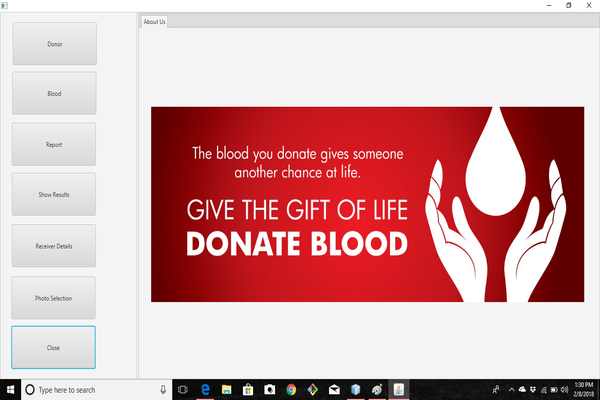 Donor
Blood
Report
Show Results
Receiver Details
Photo Selection
Close
About Us
The blood you donate gives someone
another chance at life.
GIVE THE GIFT OF LIFE
DONATE BLOOD
Type here to search
1:30 PM
2/8/2018